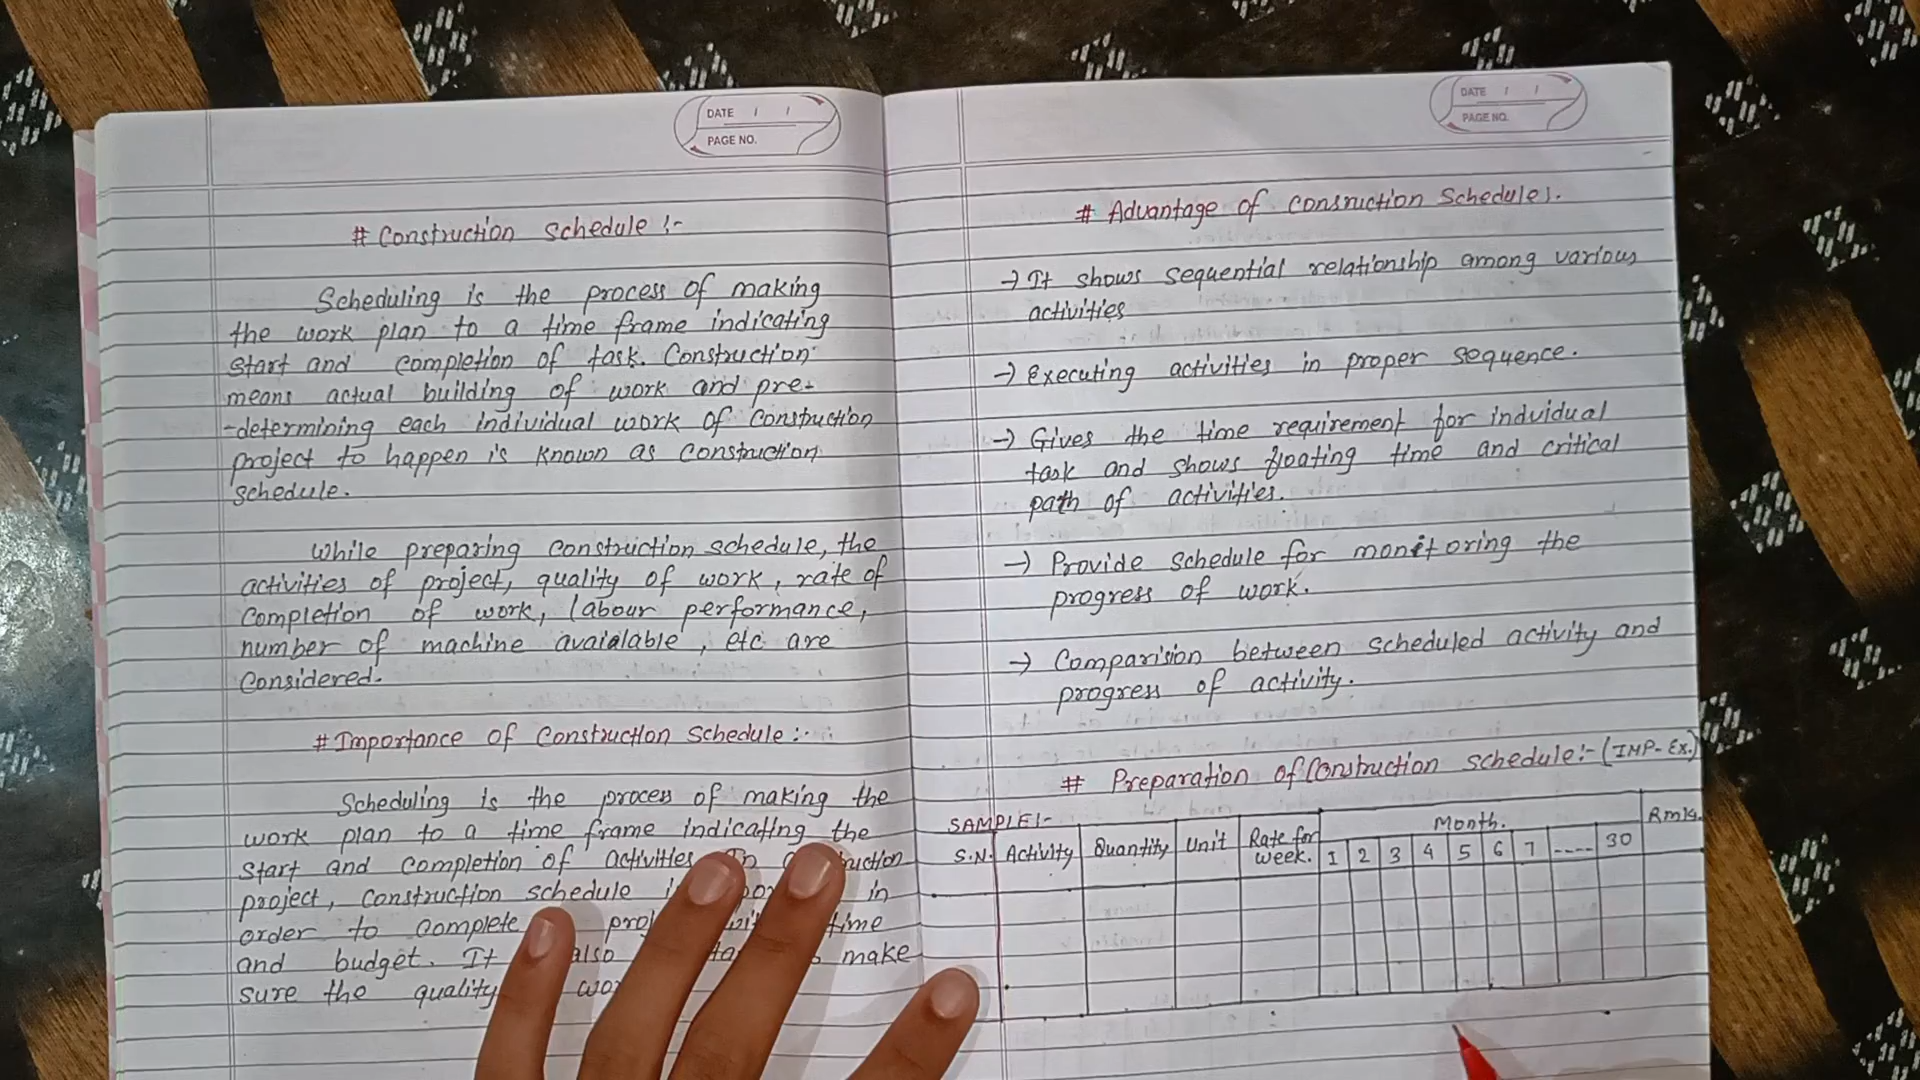 DATE / /
PAGE NO.
# Construction Schedule :-
Scheduling is the process of making
the work plan to a time frame indicating
start and completion of task. Construction
means actual building of work and pre-
-determining each individual work of construction
project to happen is known as construction
schedule.
While preparing construction schedule, the
activities of project, quality of work, rate of
completion of work, labour performance,
number of machine avaialable, etc are
considered.
# Importance of Construction Schedule :-
Scheduling is the process of making the
work plan to a time frame indicating the
start and completion of activities
project, construction schedule in
order to complete time
and budget. It also make
sure the quality
DATE / /
PAGE NO.
# Advantage of Consruction Schedules.
→ It shows sequential relationship among various
activities
→ Executing activities in proper sequence.
→ Gives the time requirement for indvidual
task and shows floating time and critical
path of activities.
→ Provide schedule for monitoring the
progress of work.
→ Comparision between scheduled activity and
progress of activity.
# Preparation of Construction schedule:- (IMP-Ex.)
SAMPLE:-
S.N. Activity Quantity Unit Rate for week. Month. Rmks.
1 2 3 4 5 6 7 ---- 30